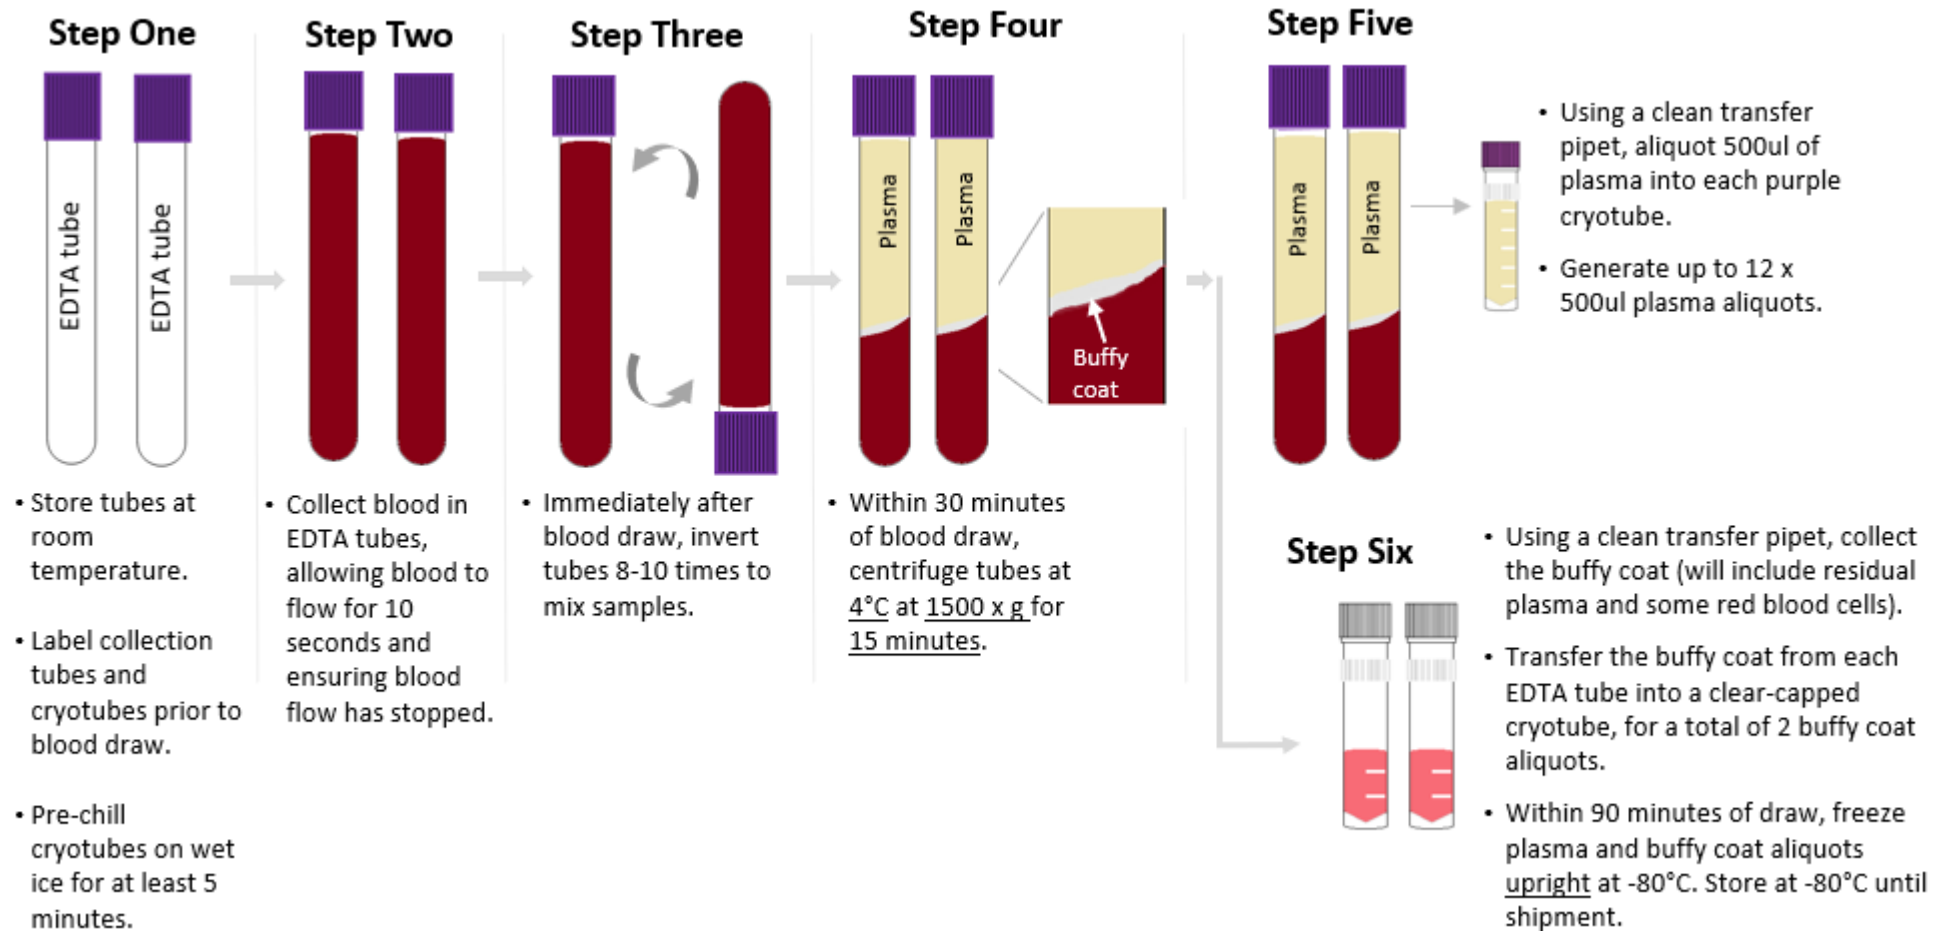 Step One
EDTA tube
EDTA tube
• Store tubes at
room
temperature.
• Label collection
tubes and
cryotubes prior to
blood draw.
• Pre-chill
cryotubes on wet
ice for at least 5
minutes.
Step Two
• Collect blood in
EDTA tubes,
allowing blood to
flow for 10
seconds and
ensuring blood
flow has stopped.
Step Three
• Immediately after
blood draw, invert
tubes 8-10 times to
mix samples.
Step Four
Plasma
Plasma
Buffy
coat
• Within 30 minutes
of blood draw,
centrifuge tubes at
4°C at 1500 x g for
15 minutes.
Step Five
Plasma
Plasma
• Using a clean transfer
pipet, aliquot 500ul of
plasma into each purple
cryotube.
• Generate up to 12 x
500ul plasma aliquots.
Step Six
• Using a clean transfer pipet, collect
the buffy coat (will include residual
plasma and some red blood cells).
• Transfer the buffy coat from each
EDTA tube into a clear-capped
cryotube, for a total of 2 buffy coat
aliquots.
• Within 90 minutes of draw, freeze
plasma and buffy coat aliquots
upright at -80°C. Store at -80°C until
shipment.